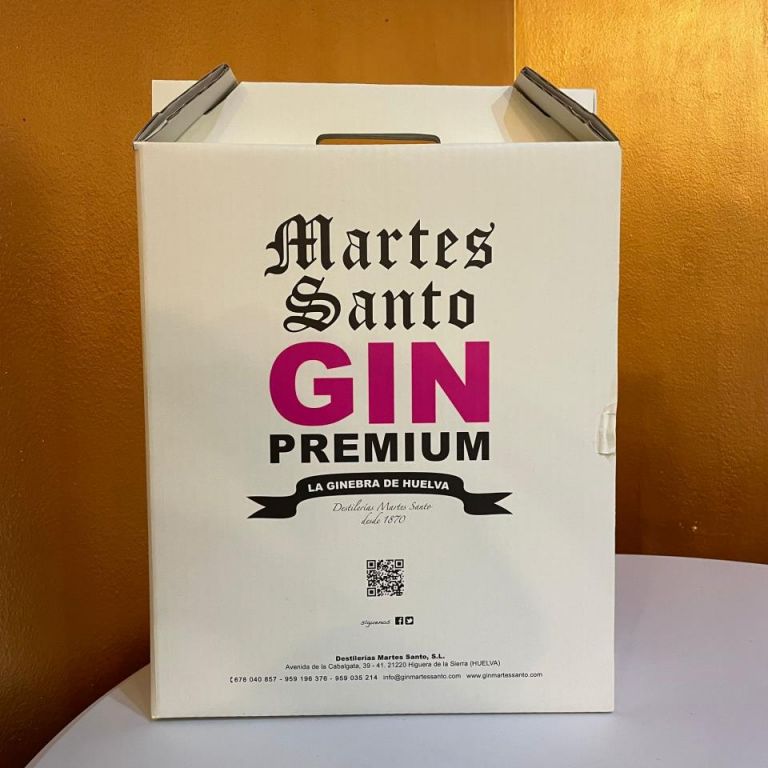 Martes
Santo
GIN
PREMIUM
LA GINEBRA DE HUELVA
Destilerías Martes Santo
desde 1870
síguenos
Destilerías Martes Santo, S.L.
Avenida de la Cabalgata, 39 - 41. 21220 Higuera de la Sierra (HUELVA)
676 040 857 - 959 196 376 - 959 035 214 info@ginmartessanto.com www.ginmartessanto.com